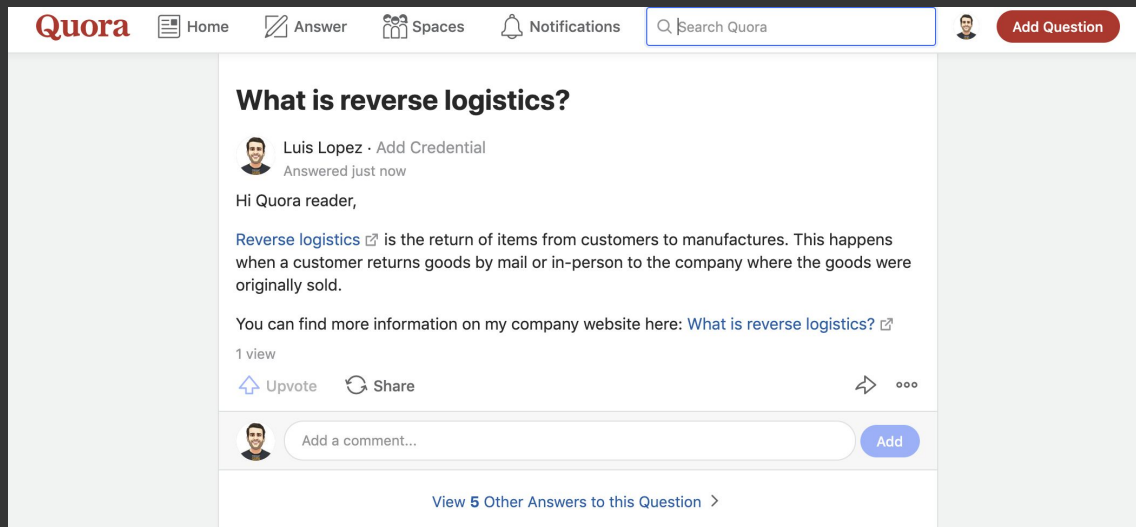 Quora Home Answer Spaces Notifications Search Quora Add Question
What is reverse logistics?
Luis Lopez · Add Credential
Answered just now
Hi Quora reader,
Reverse logistics is the return of items from customers to manufactures. This happens
when a customer returns goods by mail or in-person to the company where the goods were
originally sold.
You can find more information on my company website here: What is reverse logistics?
1 view
Upvote Share
Add a comment... Add
View 5 Other Answers to this Question